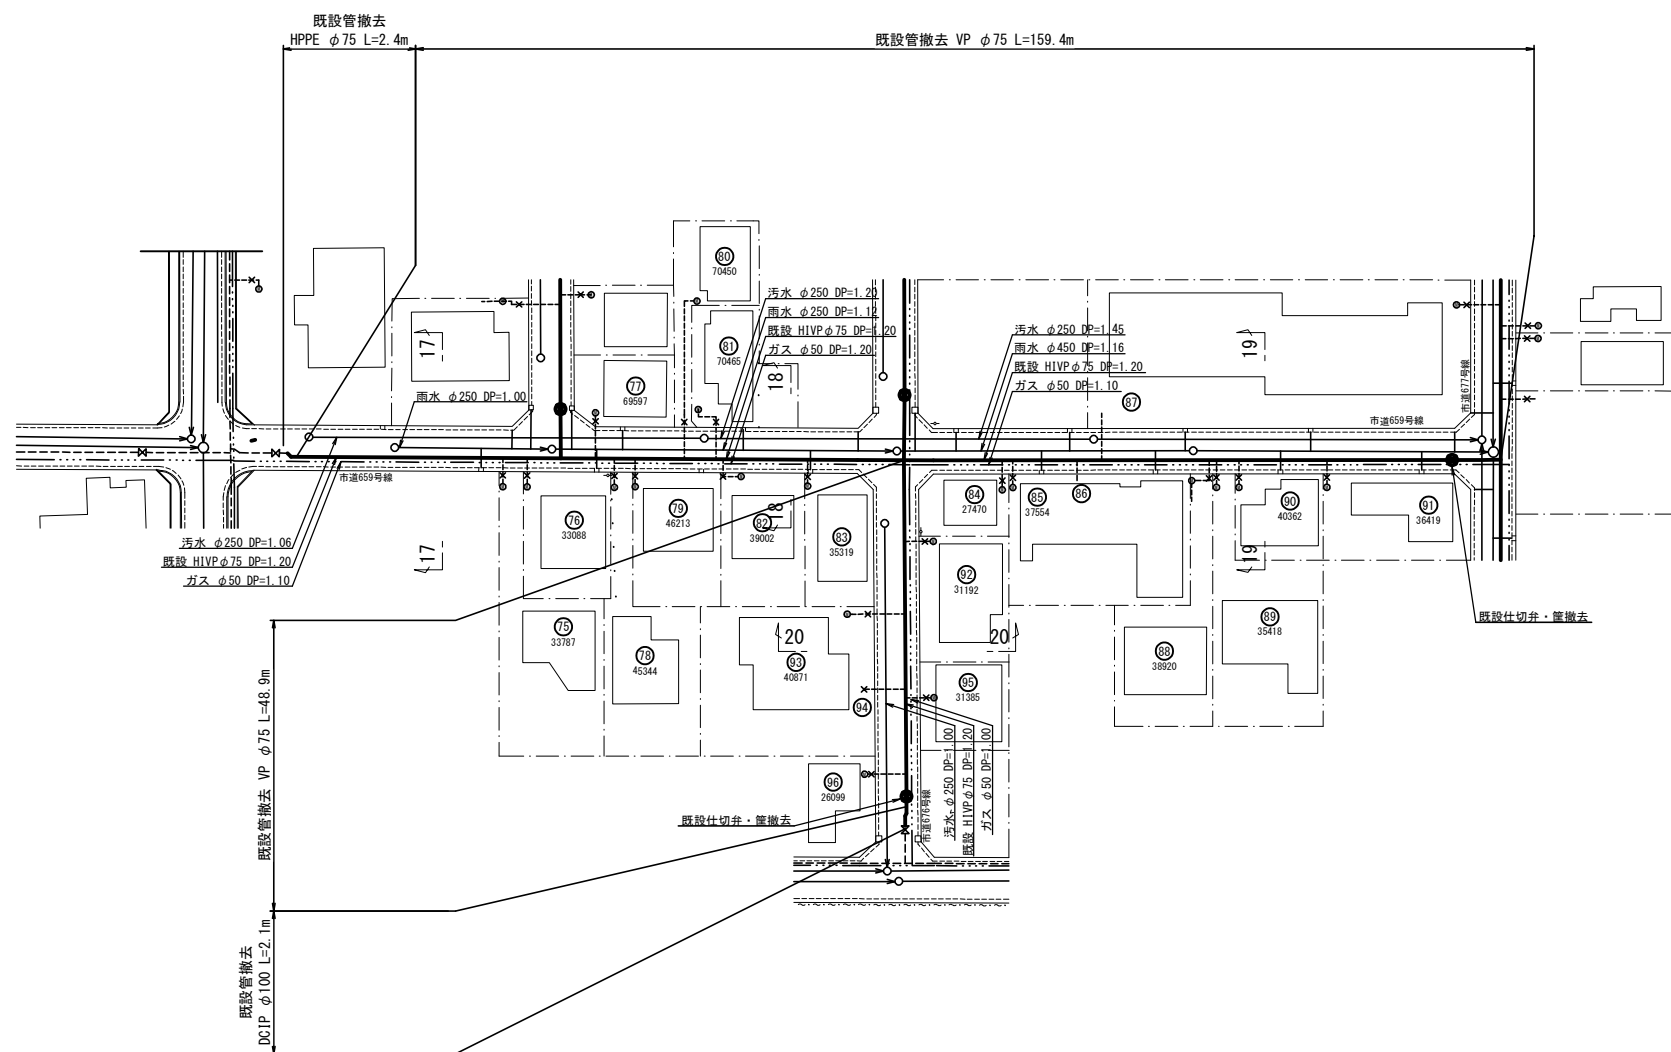 既設管撤去
HPPE φ75 L=2.4m
既設管撤去 VP φ75 L=159.4m
80
70450
汚水 φ250 DP=1.20
雨水 φ250 DP=1.12
既設 HIVPφ75 DP=1.20
ガス φ50 DP=1.20
81
70465
汚水 φ250 DP=1.45
雨水 φ450 DP=1.16
既設 HIVPφ75 DP=1.20
ガス φ50 DP=1.10
17
18
19
77
69597
雨水 φ250 DP=1.00
87
市道677号線
市道659号線
市道659号線
76
33088
79
46213
82
39002
18
83
35319
84
27470
85
37554
86
90
40362
91
36419
汚水 φ250 DP=1.06
既設 HIVPφ75 DP=1.20
ガス φ50 DP=1.10
17
19
92
31192
既設仕切弁・筐撤去
75
33787
78
45344
20
93
40871
20
88
38920
89
35418
94
95
31385
既設管撤去 VP φ75 L=48.9m
96
26099
既設仕切弁・筐撤去
市道676号線
汚水 φ250 DP=1.00
既設 HIVPφ75 DP=1.20
ガス φ50 DP=1.00
既設管撤去
DCIP φ100 L=2.1m